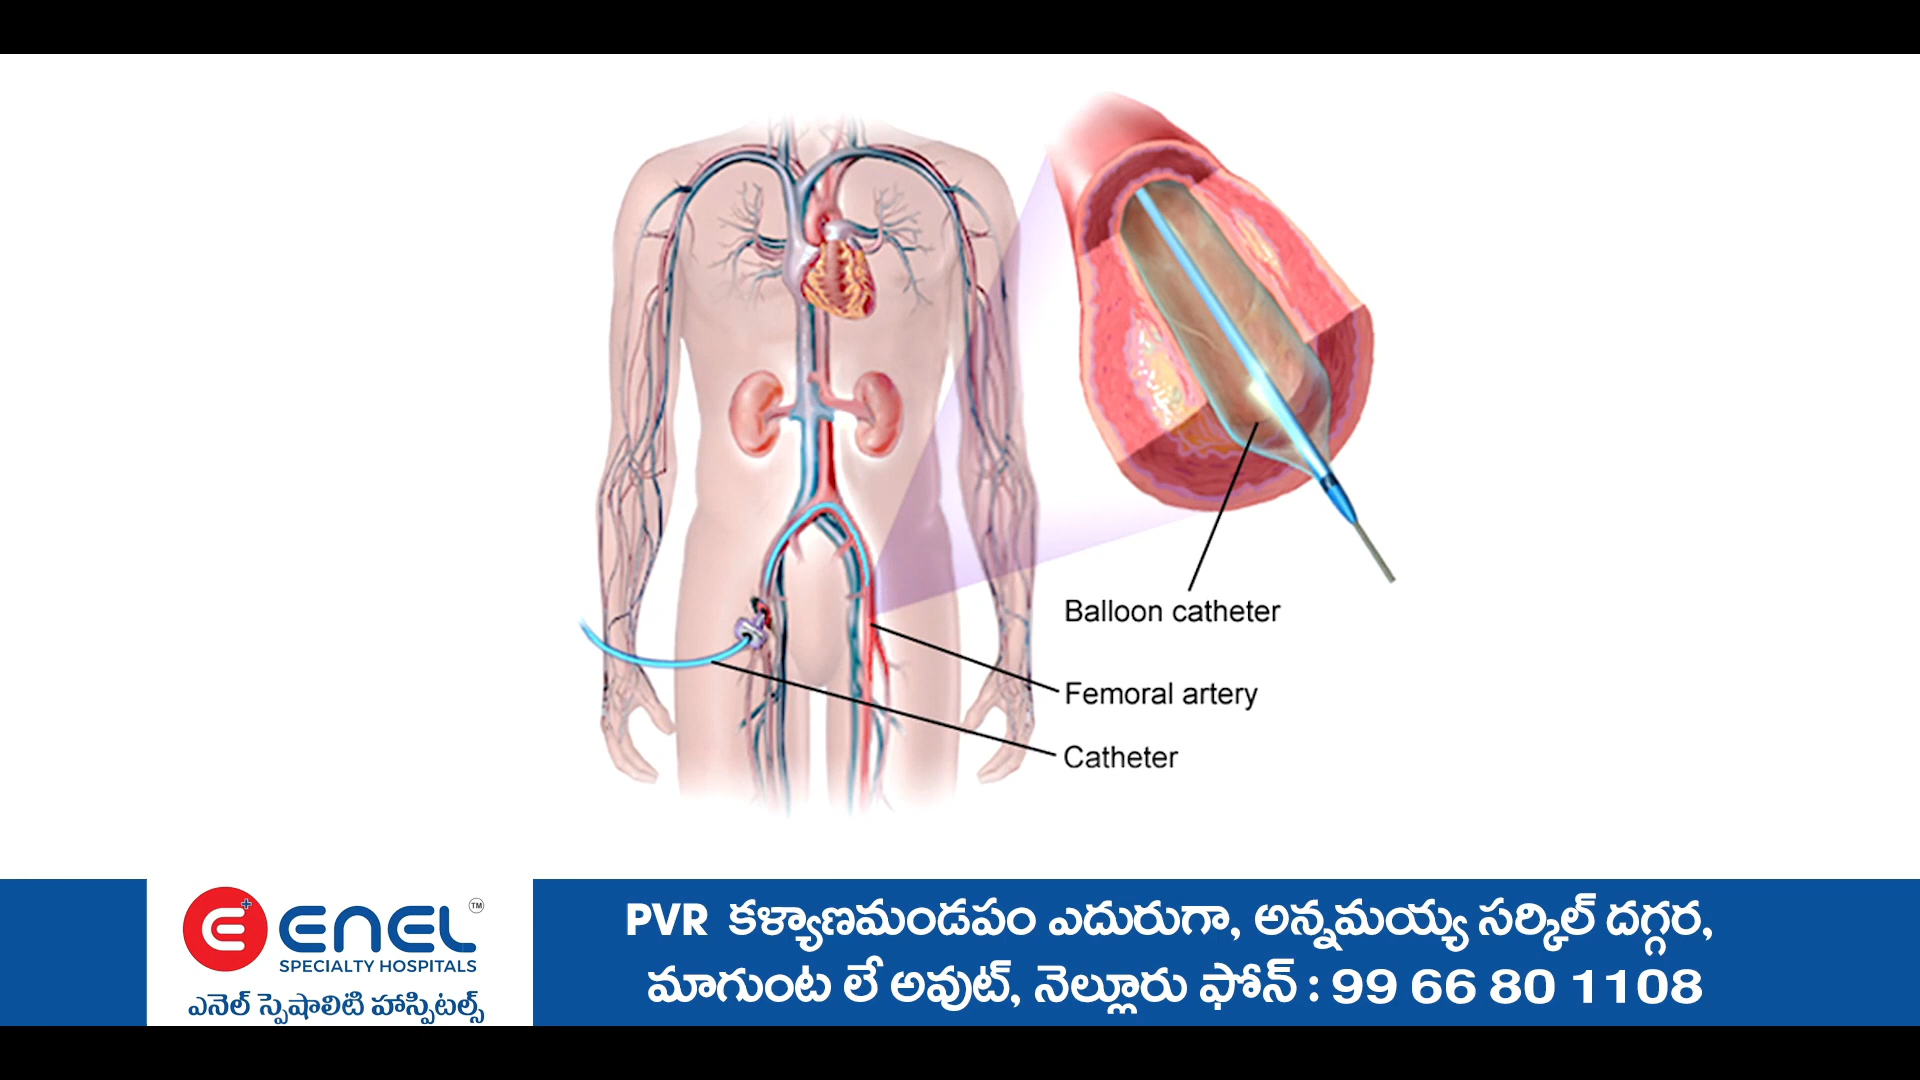 Balloon catheter
Femoral artery
Catheter
ENEL TM
SPECIALTY HOSPITALS
ఎనెల్ స్పెషాలిటి హాస్పిటల్స్
PVR కళ్యాణమండపం ఎదురుగా, అన్నమయ్య సర్కిల్ దగ్గర,
మాగుంట లే అవుట్, నెల్లూరు ఫోన్ : 99 66 80 1108